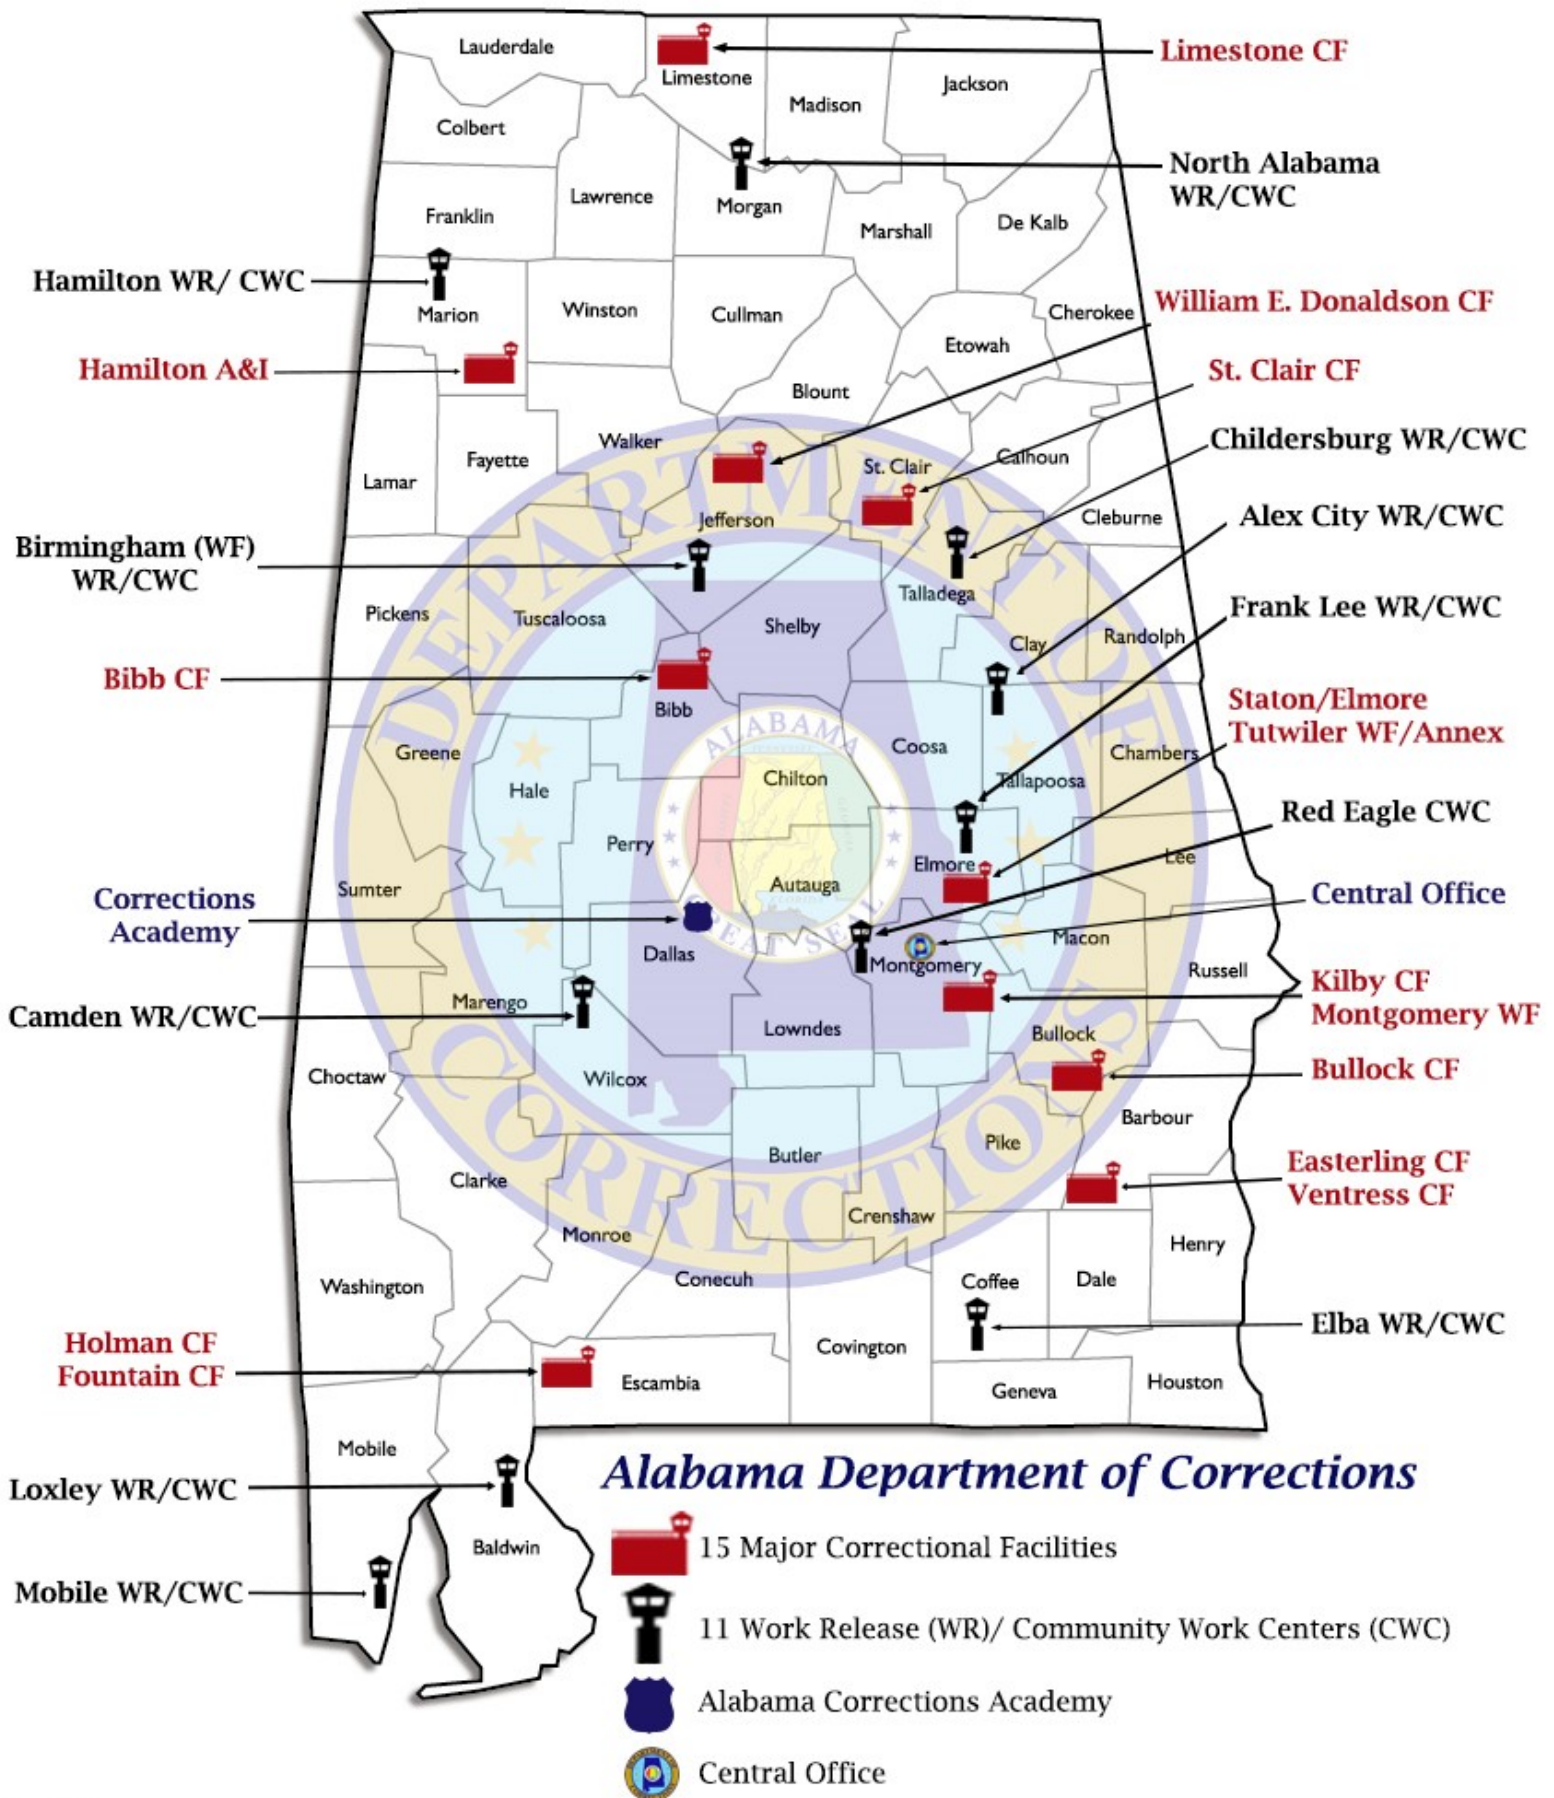 Lauderdale
Limestone
Limestone CF
Jackson
Madison
Colbert
North Alabama
WR/CWC
Lawrence
Morgan
Franklin
Marshall
De Kalb
Hamilton WR/ CWC
Marion
Winston
Cullman
Cherokee
William E. Donaldson CF
Etowah
Hamilton A&I
St. Clair CF
Blount
Walker
Childersburg WR/CWC
Fayette
St. Clair
Calhoun
Lamar
Jefferson
Cleburne
Alex City WR/CWC
Birmingham (WF)
WR/CWC
Talladega
Frank Lee WR/CWC
Pickens
Tuscaloosa
Shelby
Clay
Randolph
Bibb CF
Bibb
Staton/Elmore
Tutwiler WF/Annex
Greene
Coosa
Chambers
Hale
Chilton
Tallapoosa
Red Eagle CWC
Perry
Elmore
Lee
Sumter
Autauga
Corrections
Academy
Central Office
Dallas
Montgomery
Macon
Russell
Kilby CF
Montgomery WF
Marengo
Camden WR/CWC
Lowndes
Bullock
Bullock CF
Choctaw
Wilcox
Barbour
Butler
Pike
Easterling CF
Ventress CF
Clarke
Crenshaw
Monroe
Henry
Washington
Conecuh
Coffee
Dale
Elba WR/CWC
Holman CF
Fountain CF
Covington
Escambia
Geneva
Houston
Mobile
Loxley WR/CWC
Baldwin
Mobile WR/CWC
DEPARTMENT OF
CORRECTIONS
ALABAMA
GREAT SEAL
Alabama Department of Corrections
15 Major Correctional Facilities
11 Work Release (WR)/ Community Work Centers (CWC)
Alabama Corrections Academy
Central Office